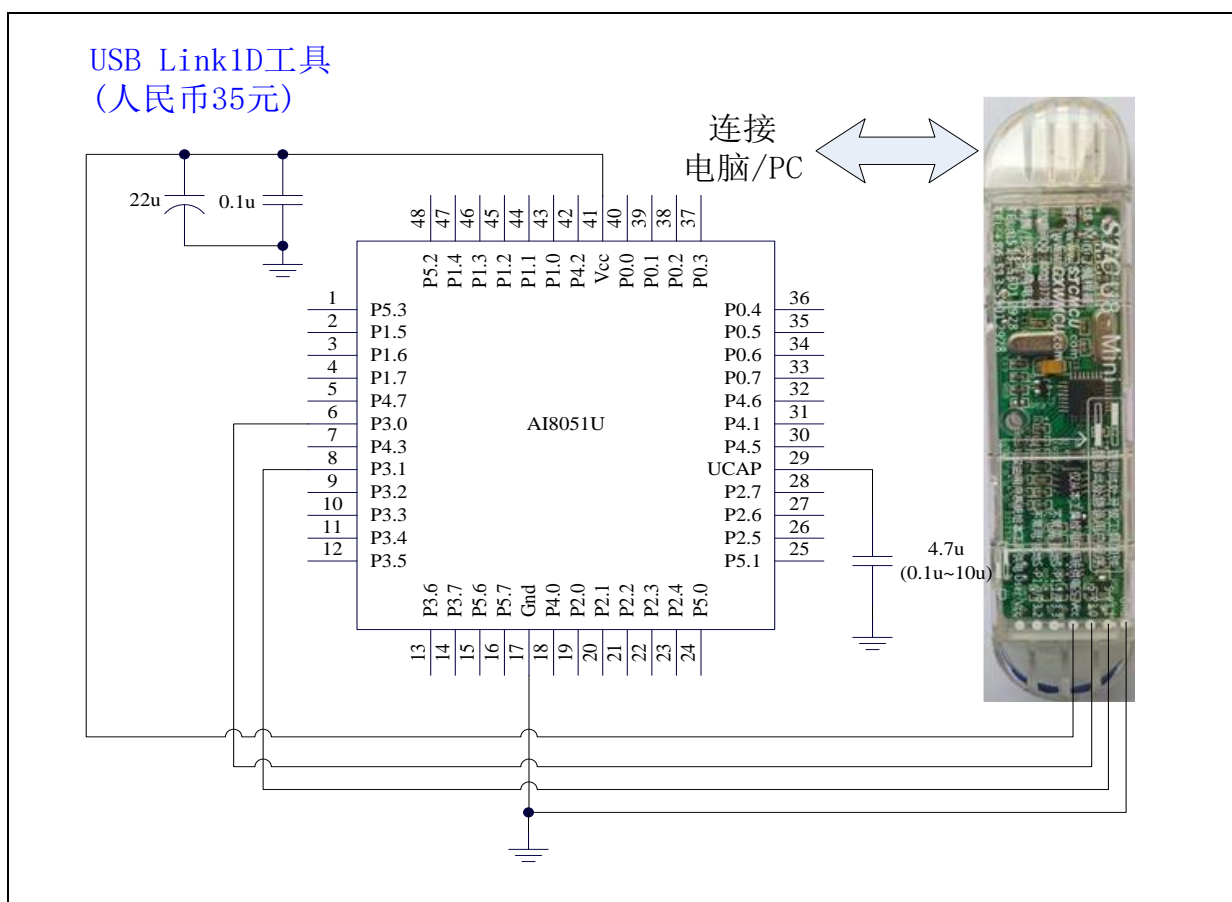 USB Link1D工具
(人民币35元)
连接
电脑/PC
22u
0.1u
48
47
46
45
44
43
42
41
40
39
38
37
P5.2
P1.4
P1.3
P1.2
P1.1
P1.0
P4.2
Vcc
P0.0
P0.1
P0.2
P0.3
1 P5.3
2 P1.5
3 P1.6
4 P1.7
5 P4.7
6 P3.0
7 P4.3
8 P3.1
9 P3.2
10 P3.3
11 P3.4
12 P3.5
AI8051U
P0.4 36
P0.5 35
P0.6 34
P0.7 33
P4.6 32
P4.1 31
P4.5 30
UCAP 29
P2.7 28
P2.6 27
P2.5 26
P5.1 25
4.7u
(0.1u~10u)
P3.6
P3.7
P5.6
P5.7
Gnd
P4.0
P2.0
P2.1
P2.2
P2.3
P2.4
P5.0
13
14
15
16
17
18
19
20
21
22
23
24
Mini